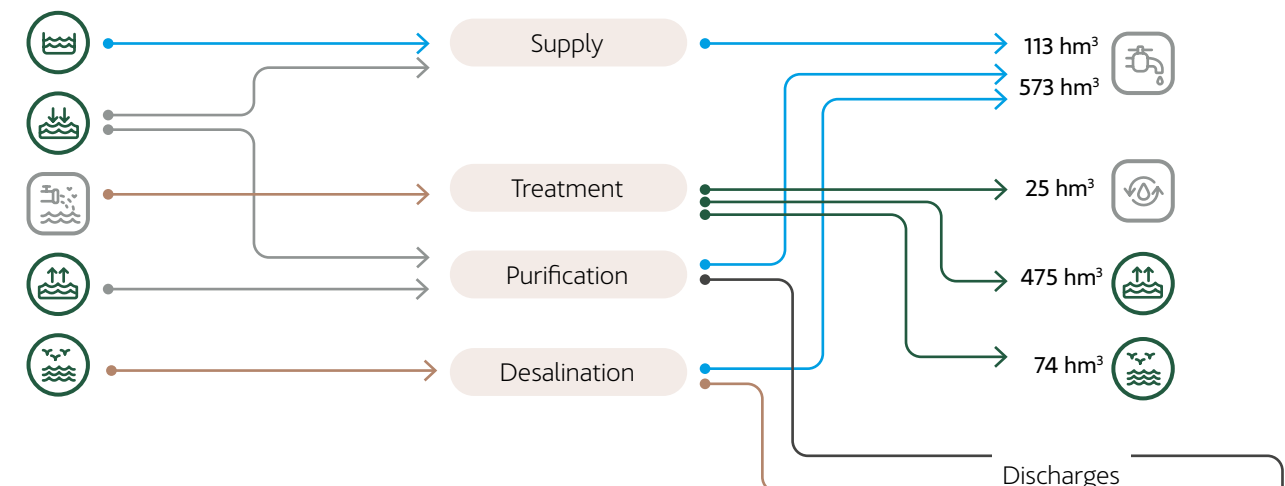 Supply
113 hm³
573 hm³
Treatment
25 hm³
Purification
475 hm³
Desalination
74 hm³
Discharges